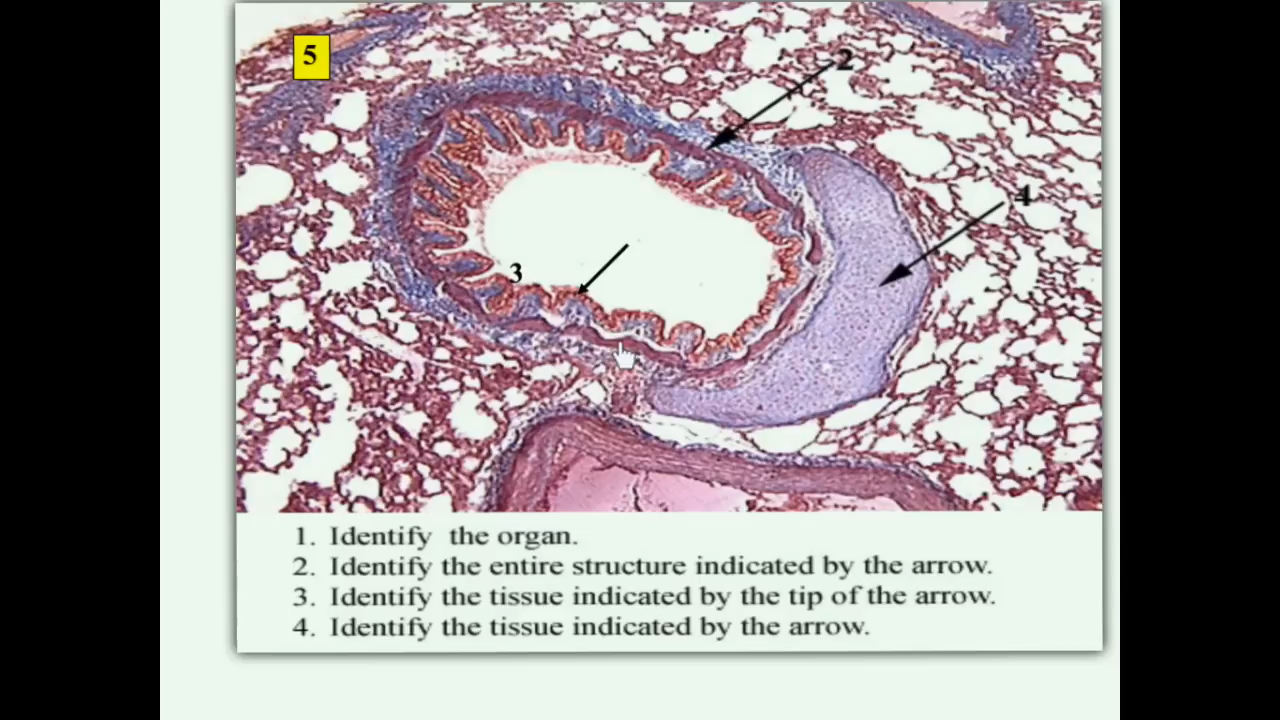 5
2
4
3
1. Identify the organ.
2. Identify the entire structure indicated by the arrow.
3. Identify the tissue indicated by the tip of the arrow.
4. Identify the tissue indicated by the arrow.